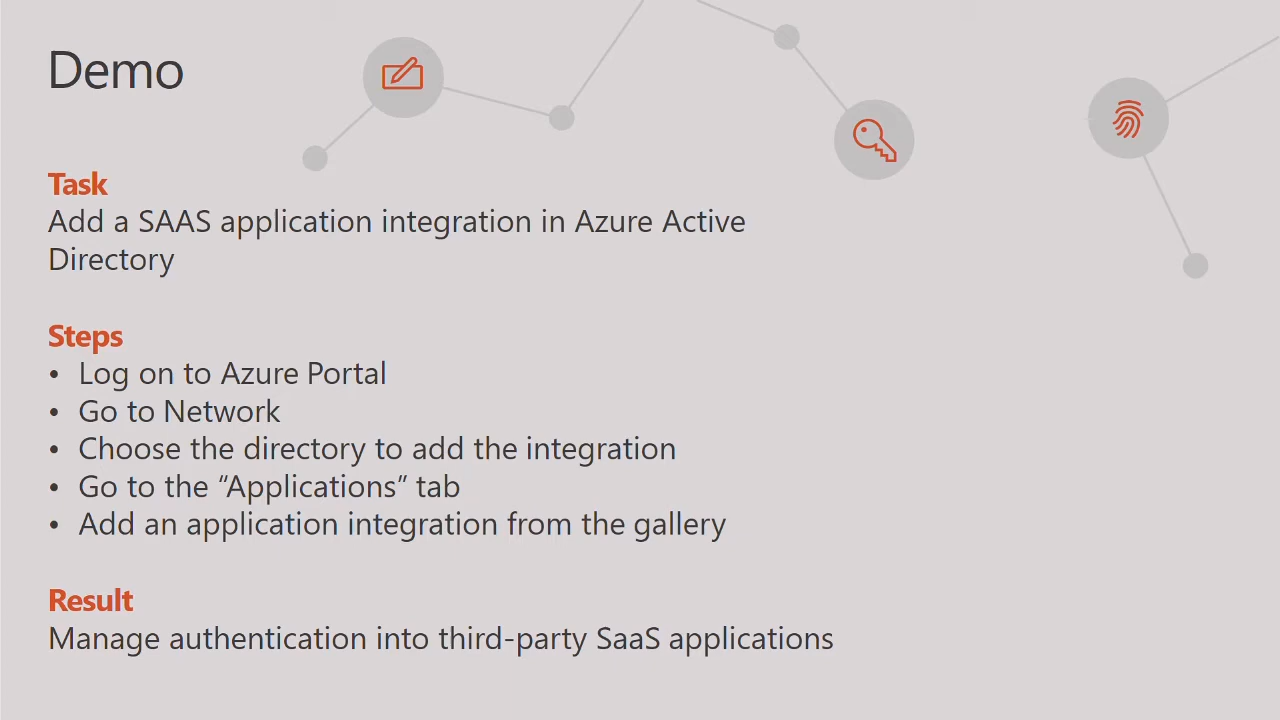 Demo
Task
Add a SAAS application integration in Azure Active
Directory
Steps
• Log on to Azure Portal
• Go to Network
• Choose the directory to add the integration
• Go to the “Applications” tab
• Add an application integration from the gallery
Result
Manage authentication into third-party SaaS applications